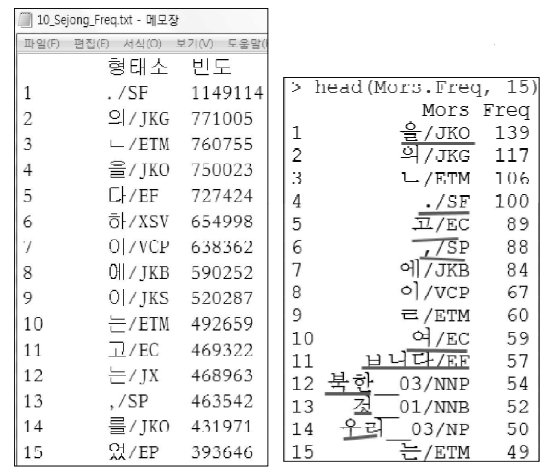 10_Sejong_Freq.txt - 메모장
파일(F) 편집(E) 서식(O) 보기(V) 도움말(
형태소 빈도
1 ./SF 1149114
2 의/JKG 771005
3 ㄴ/ETM 760755
4 을/JKO 750023
5 다/EF 727424
6 하/XSV 654998
7 이/VCP 638362
8 에/JKB 590252
9 이/JKS 520287
10 는/ETM 492659
11 고/EC 469322
12 는/JX 468963
13 ,/SP 463542
14 를/JKO 431971
15 었/EP 393646
> head(Mors.Freq, 15)
Mors Freq
1 을/JKO 139
2 의/JKG 117
3 ㄴ/ETM 106
4 ./SF 100
5 고/EC 89
6 ,/SP 88
7 에/JKB 84
8 이/VCP 67
9 ㄹ/ETM 60
10 여/EC 59
11 ㅂ니다/EF 57
12 북한__03/NNP 54
13 것__01/NNB 52
14 우리__03/NP 50
15 는/ETM 49